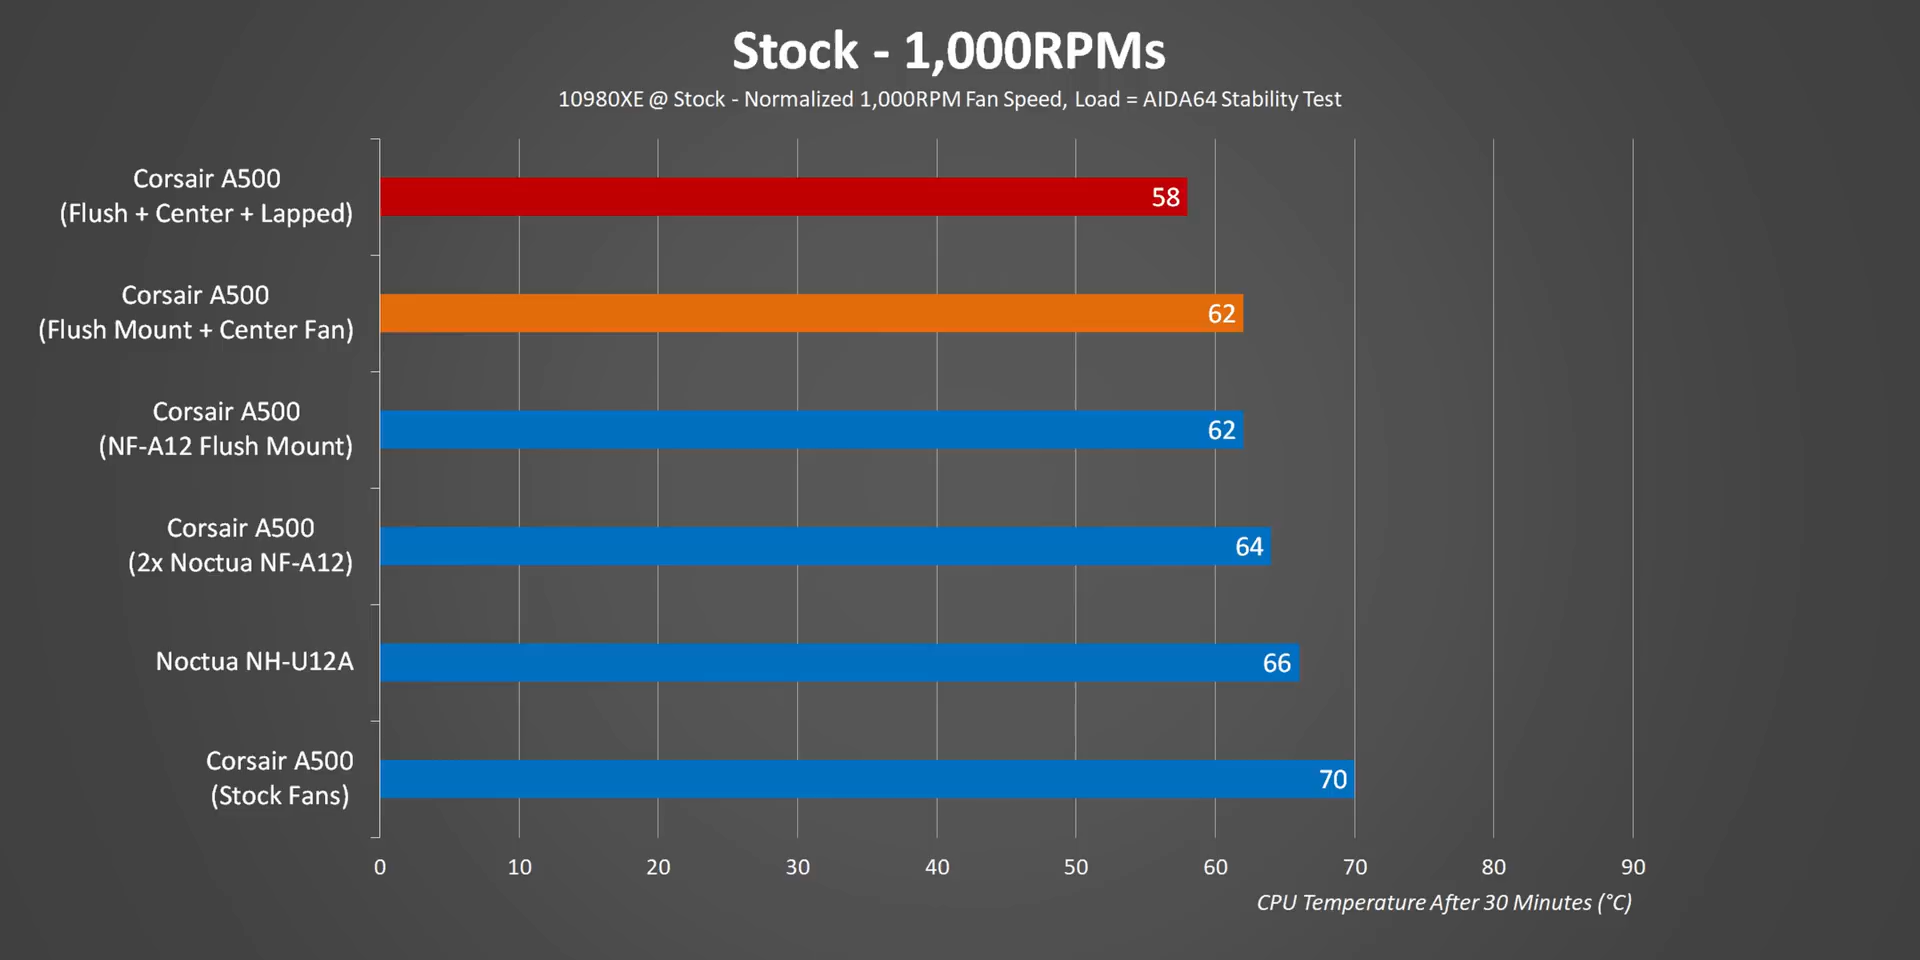 Stock - 1,000RPMs
10980XE @ Stock - Normalized 1,000RPM Fan Speed, Load = AIDA64 Stability Test
Corsair A500
(Flush + Center + Lapped)
58
Corsair A500
(Flush Mount + Center Fan)
62
Corsair A500
(NF-A12 Flush Mount)
62
Corsair A500
(2x Noctua NF-A12)
64
Noctua NH-U12A
66
Corsair A500
(Stock Fans)
70
0 10 20 30 40 50 60 70 80 90
CPU Temperature After 30 Minutes (°C)